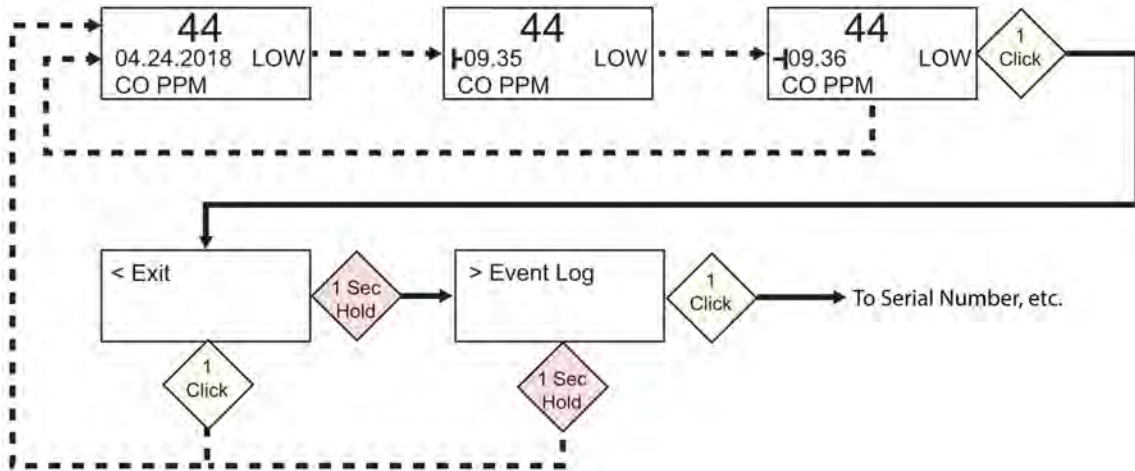 44
04.24.2018 LOW
CO PPM
44
09.35 LOW
CO PPM
44
09.36 LOW
CO PPM
1
Click
< Exit
1 Sec
Hold
> Event Log
1
Click
To Serial Number, etc.
1
Click
1 Sec
Hold